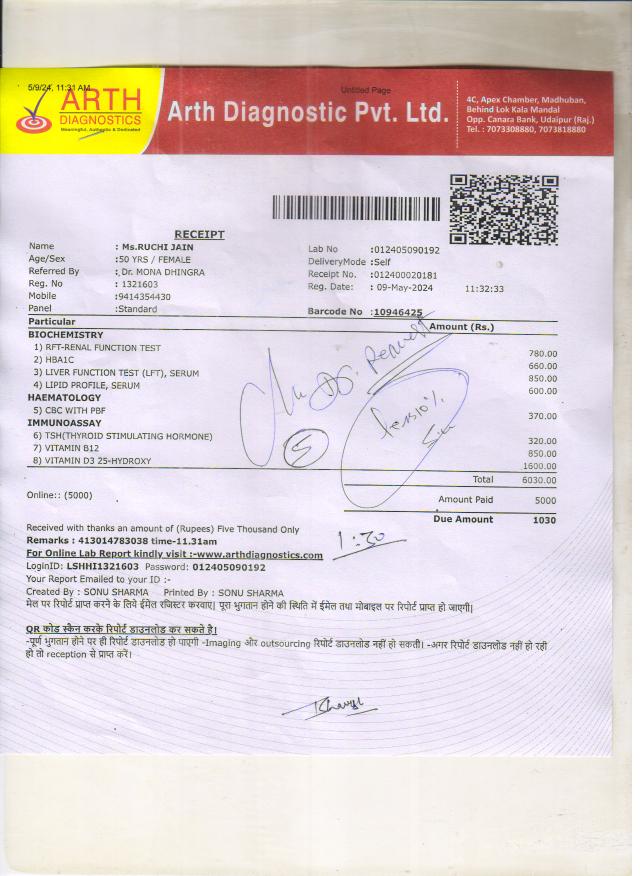 5/9/24, 11:31 AM
Untitled Page
ARTH
DIAGNOSTICS
Meaningful, Authentic & Dedicated
Arth Diagnostic Pvt. Ltd.
4C, Apex Chamber, Madhuban,
Behind Lok Kala Mandal
Opp. Canara Bank, Udaipur (Raj.)
Tel. : 7073308880, 7073818880
RECEIPT
Name : Ms.RUCHI JAIN Lab No :012405090192
Age/Sex :50 YRS / FEMALE DeliveryMode :Self
Referred By : Dr. MONA DHINGRA Receipt No. :012400020181
Reg. No : 1321603 Reg. Date: : 09-May-2024 11:32:33
Mobile :9414354430
Panel :Standard Barcode No :10946425
Particular Amount (Rs.)
BIOCHEMISTRY
1) RFT-RENAL FUNCTION TEST 780.00
2) HBA1C 660.00
3) LIVER FUNCTION TEST (LFT), SERUM 850.00
4) LIPID PROFILE, SERUM 600.00
HAEMATOLOGY
5) CBC WITH PBF 370.00
IMMUNOASSAY
6) TSH(THYROID STIMULATING HORMONE) 320.00
7) VITAMIN B12 850.00
8) VITAMIN D3 25-HYDROXY 1600.00
5
Total 6030.00
Online:: (5000) Amount Paid 5000
Due Amount 1030
Received with thanks an amount of (Rupees) Five Thousand Only
Remarks : 413014783038 time-11.31am
1:30
For Online Lab Report kindly visit :-www.arthdiagnostics.com
LoginID: LSHHI1321603 Password: 012405090192
Your Report Emailed to your ID :-
Created By : SONU SHARMA Printed By : SONU SHARMA
मेल पर रिपोर्ट प्राप्त करने के लिये ईमेल रजिस्टर करवाए। पूरा भुगतान होने की स्थिति में ईमेल तथा मोबाइल पर रिपोर्ट प्राप्त हो जाएगी।
QR कोड स्कैन करके रिपोर्ट डाउनलोड कर सकते है।
-पूर्ण भुगतान होने पर ही रिपोर्ट डाउनलोड हो पाएगी -Imaging और outsourcing रिपोर्ट डाउनलोड नहीं हो सकती। -अगर रिपोर्ट डाउनलोड नहीं हो रही
हो तो reception से प्राप्त करें।